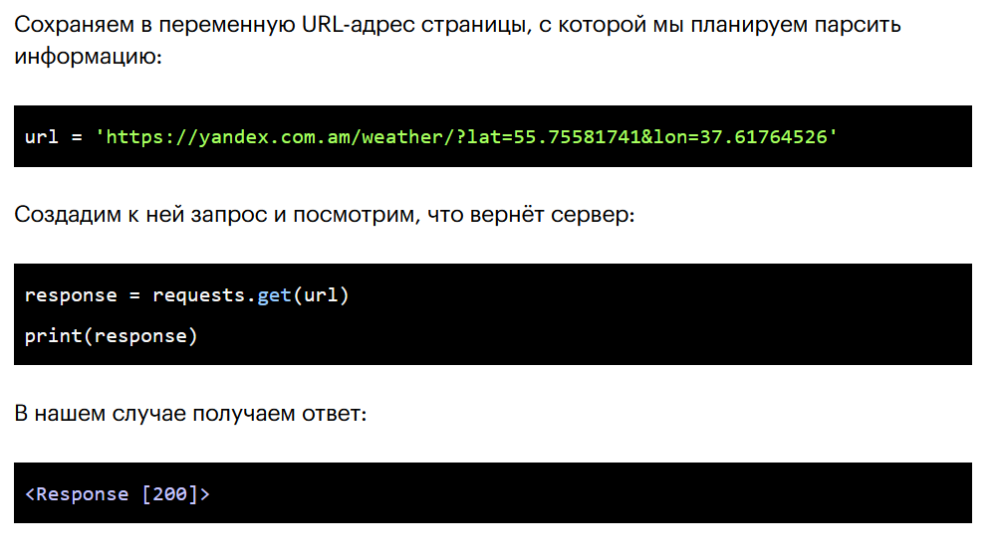 Сохраняем в переменную URL-адрес страницы, с которой мы планируем парсить
информацию:
url = 'https://yandex.com.am/weather/?lat=55.75581741&lon=37.61764526'
Создадим к ней запрос и посмотрим, что вернёт сервер:
response = requests.get(url)
print(response)
В нашем случае получаем ответ:
<Response [200]>